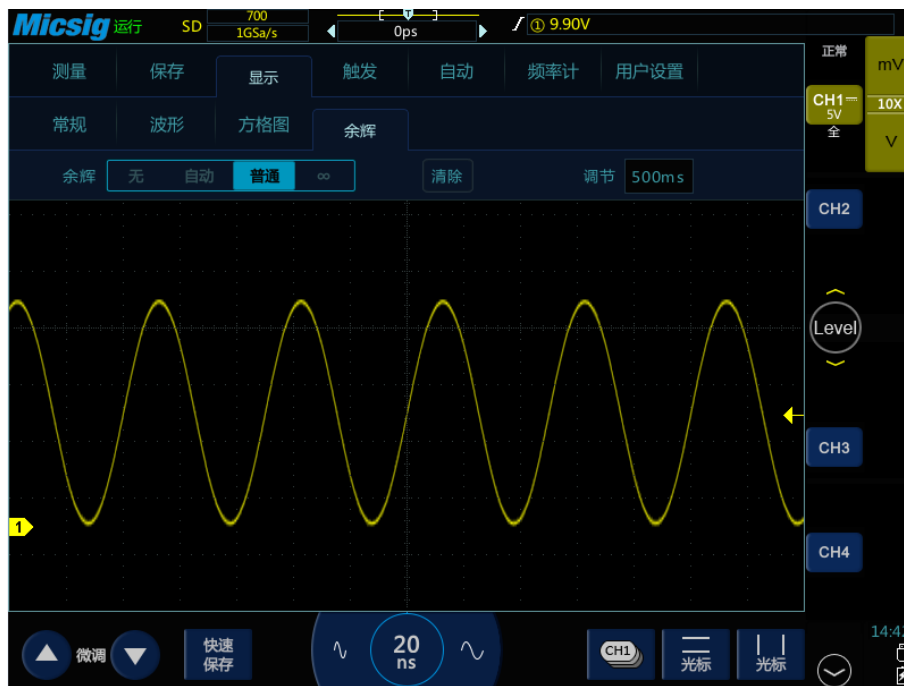 Micsig 运行 SD 700 1GSa/s T 0ps ① 9.90V 正常
测量 保存 显示 触发 自动 频率计 用户设置 mV
常规 波形 方格图 余辉 CH1 10X
5V
全 V
余辉 无 自动 普通 ∞ 清除 调节 500ms
CH2
Level
CH3
1
CH4
微调 快速保存 20 ns CH1 光标 光标